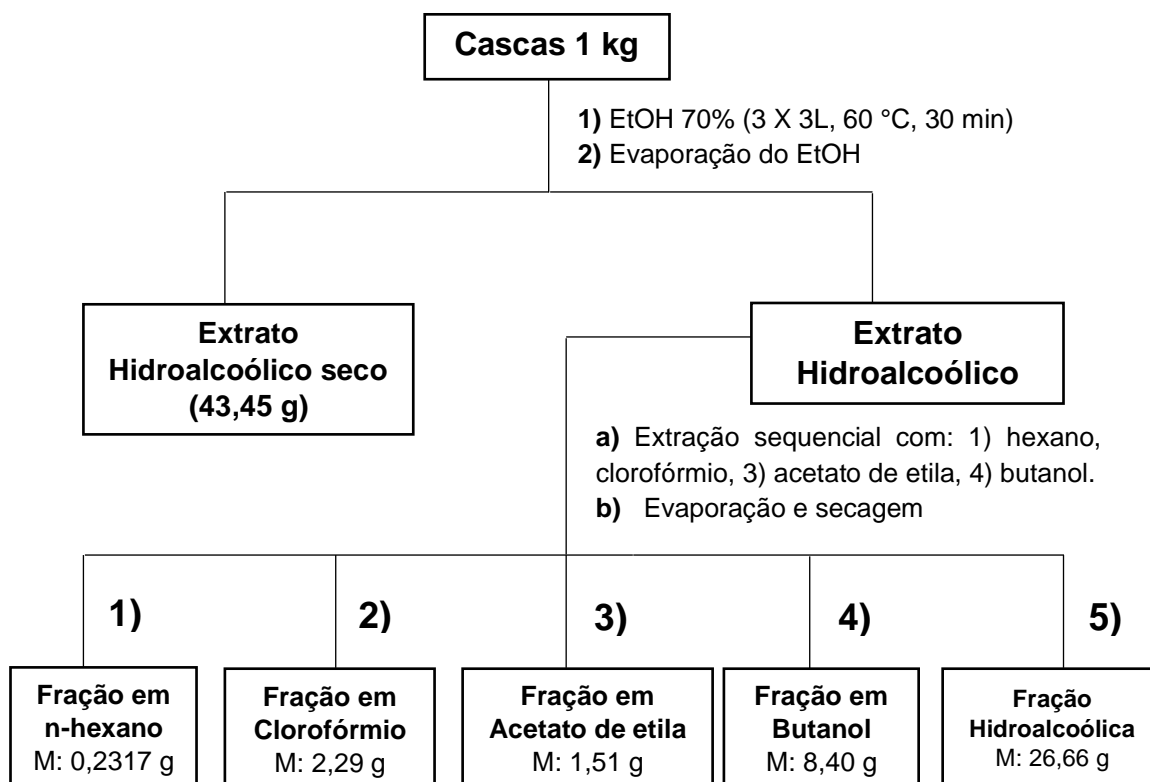 Cascas 1 kg
1) EtOH 70% (3 X 3L, 60 °C, 30 min)
2) Evaporação do EtOH
Extrato
Hidroalcoólico seco
(43,45 g)
Extrato
Hidroalcoólico
a) Extração sequencial com: 1) hexano,
clorofórmio, 3) acetato de etila, 4) butanol.
b) Evaporação e secagem
1)
2)
3)
4)
5)
Fração em
n-hexano
M: 0,2317 g
Fração em
Clorofórmio
M: 2,29 g
Fração em
Acetato de etila
M: 1,51 g
Fração em
Butanol
M: 8,40 g
Fração
Hidroalcoólica
M: 26,66 g